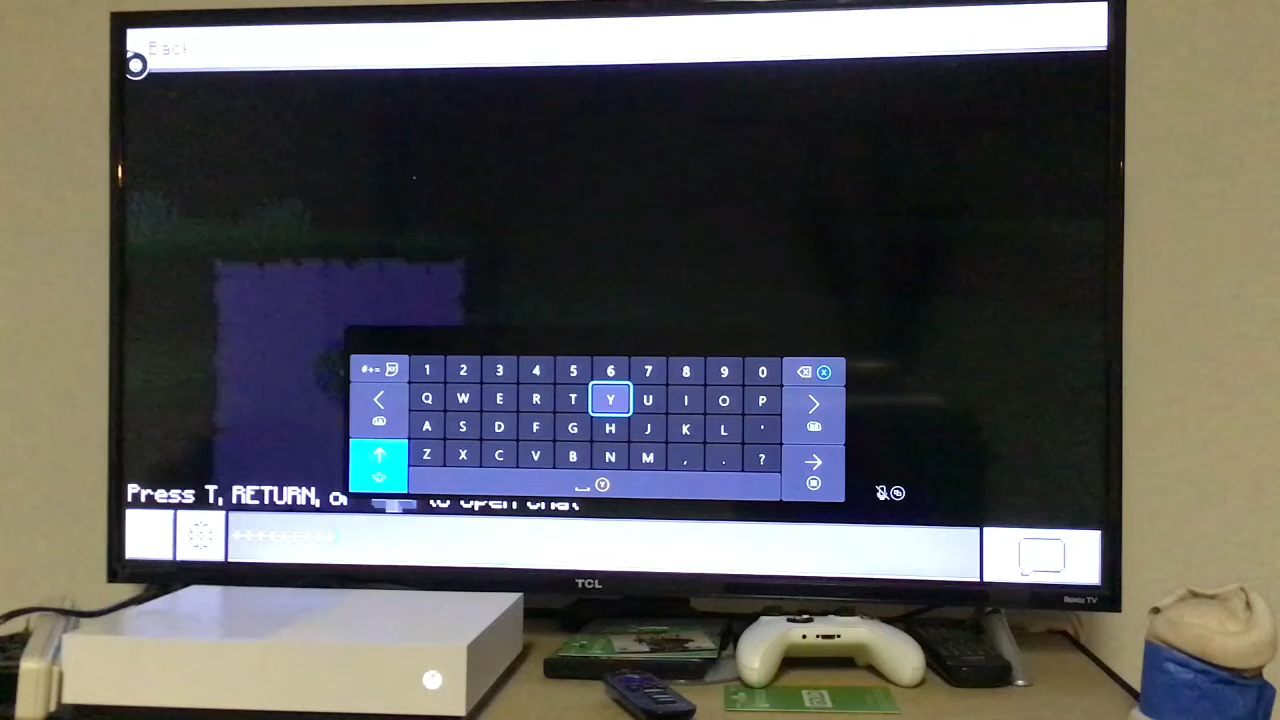 Back
#+=
1 2 3 4 5 6 7 8 9 0
X
Q W E R T Y U I O P
A S D F G H J K L '
Z X C V B N M , . ?
Y
Press T, RETURN, or to open chat
TCL
Roku TV
GOLD